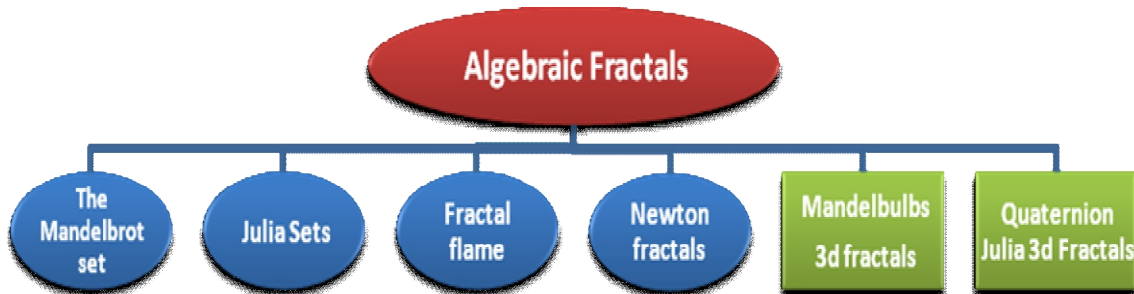 Algebraic Fractals
The
Mandelbrot
set
Julia Sets
Fractal
flame
Newton
fractals
Mandelbulbs
3d fractals
Quaternion
Julia 3d Fractals